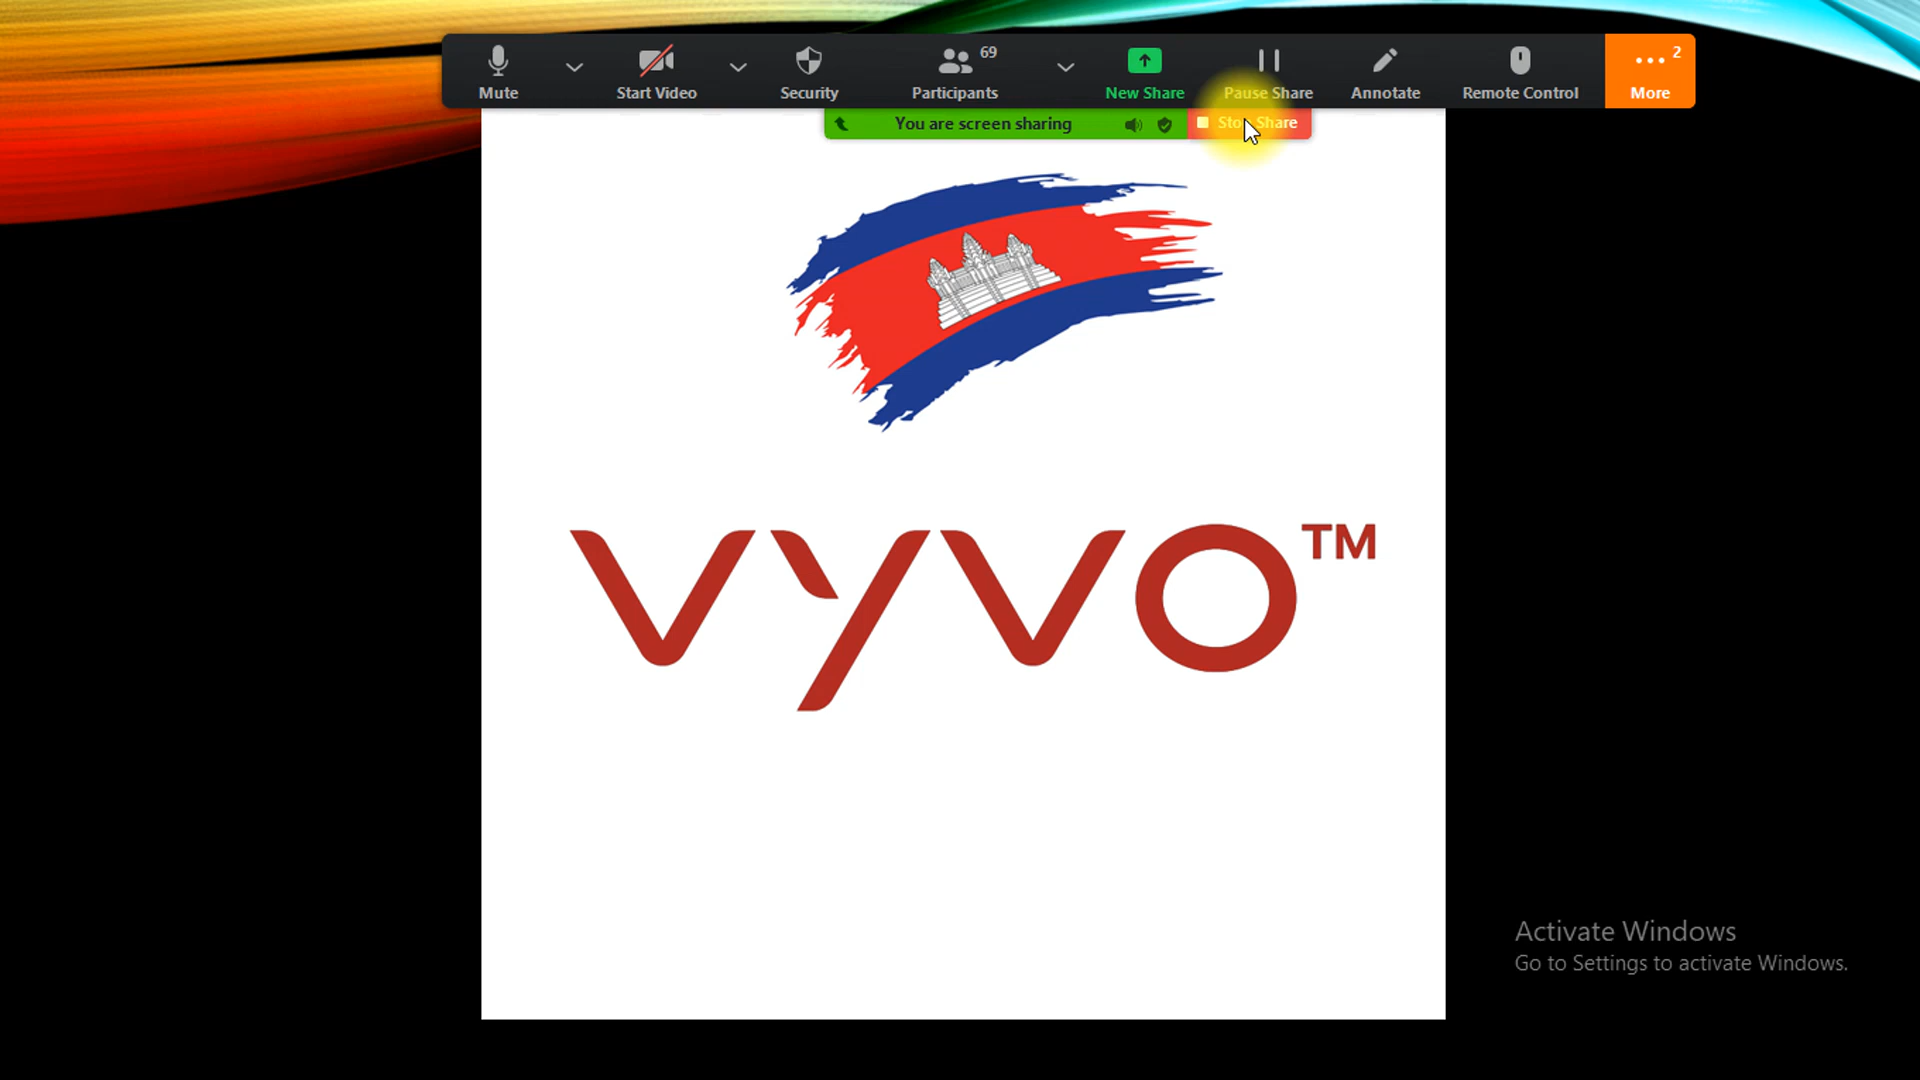 69
2
Mute
Start Video
Security
Participants
New Share
Pause Share
Annotate
Remote Control
More
You are screen sharing
Stop Share
VYVO™
Activate Windows
Go to Settings to activate Windows.